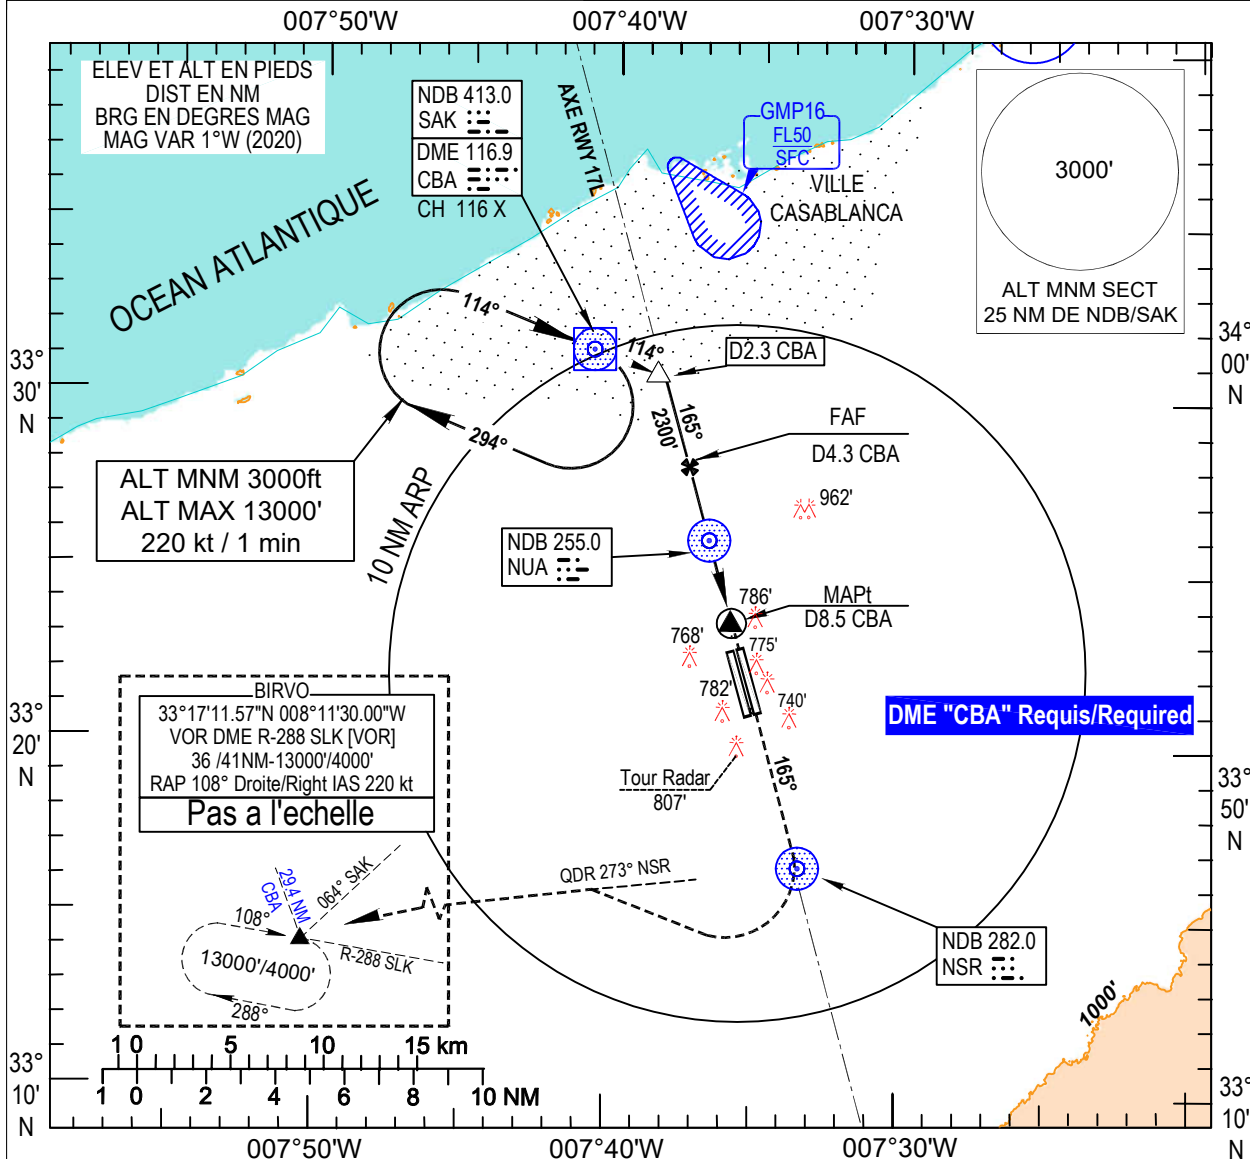 007°50'W
007°40'W
007°30'W
ELEV ET ALT EN PIEDS
DIST EN NM
BRG EN DEGRES MAG
MAG VAR 1°W (2020)
NDB 413.0
SAK
DME 116.9
CBA
CH 116 X
AXE RWY 17L
GMP16
FL50
SFC
VILLE
CASABLANCA
3000'
ALT MNM SECT
25 NM DE NDB/SAK
OCEAN ATLANTIQUE
114°
114°
D2.3 CBA
33°
30'
N
34°
00'
N
294°
165°
2300'
FAF
D4.3 CBA
ALT MNM 3000ft
ALT MAX 13000'
220 kt / 1 min
10 NM ARP
962'
NDB 255.0
NUA
786'
MAPt
D8.5 CBA
768'
775'
782'
740'
BIRVO
33°17'11.57"N 008°11'30.00"W
VOR DME R-288 SLK [VOR]
36 /41NM-13000'/4000'
RAP 108° Droite/Right IAS 220 kt
Pas a l'echelle
DME "CBA" Requis/Required
33°
20'
N
33°
50'
N
Tour Radar
807'
165°
QDR 273° NSR
29.4 NM
CBA
064° SAK
108°
R-288 SLK
13000'/4000'
288°
NDB 282.0
NSR
1000'
1 0 5 10 15 km
1 0 2 4 6 8 10 NM
33°
10'
N
33°
10'
N
007°50'W
007°40'W
007°30'W